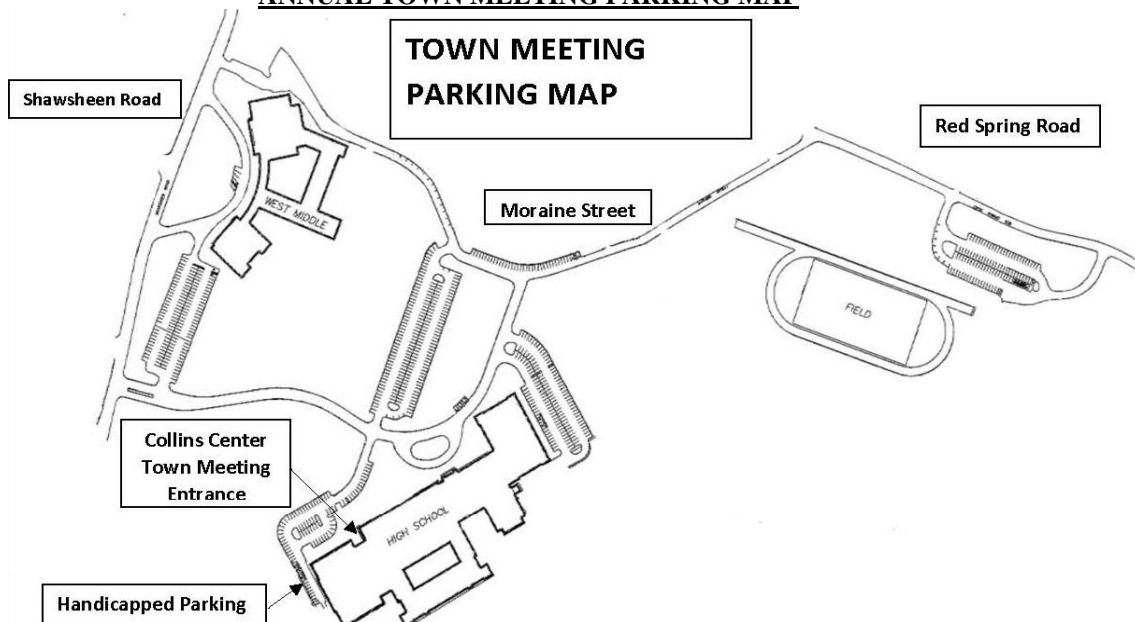 ANNUAL TOWN MEETING PARKING MAP
TOWN MEETING
PARKING MAP
Shawsheen Road
Red Spring Road
Moraine Street
WEST MIDDLE
FIELD
Collins Center
Town Meeting
Entrance
HIGH SCHOOL
Handicapped Parking